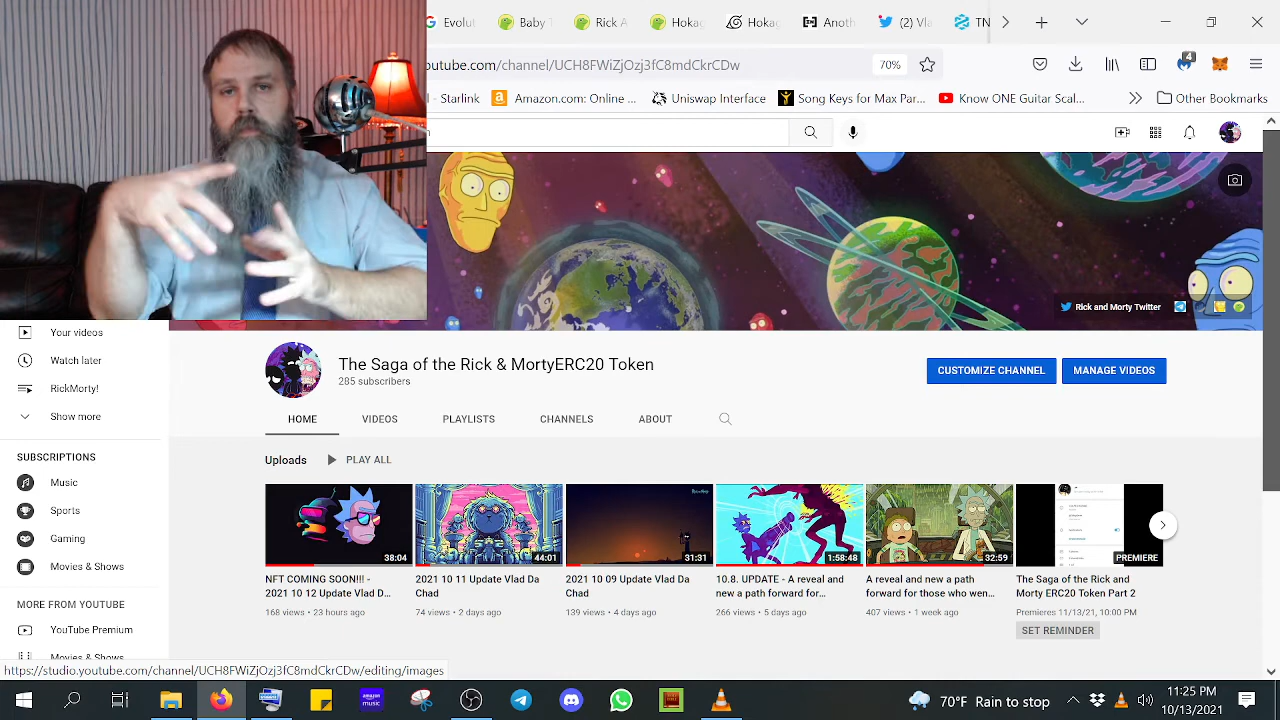 Evolut
Baby T
Hokag
Hokag
Anoth
(2) Vla
TN
outube.com/channel/UCH8FWiZjOzj3fC8mdCkrCDw
70%
- Starlink
Amazon.com: Online ...
Uniswap Interface
Ring Keys for Max Par...
Know ONE Guitar Scal...
Other Bookmarks
Rick and Morty Twitter
Your videos
Watch later
RickMorty!
Show more
SUBSCRIPTIONS
Music
Sports
Gaming
Movies & Shows
MORE FROM YOUTUBE
YouTube Premium
Movies & Shows
The Saga of the Rick & MortyERC20 Token
285 subscribers
CUSTOMIZE CHANNEL
MANAGE VIDEOS
HOME
VIDEOS
PLAYLISTS
CHANNELS
ABOUT
Uploads
PLAY ALL
38:04
31:31
1:58:48
32:59
PREMIERE
NFT COMING SOON!!! -
2021 10 12 Update Vlad D...
168 views • 23 hours ago
2021 10 11 Update Vlad Da
Chad
74 views • 2 days ago
2021 10 09 Update Vlad Da
Chad
139 views • 4 days ago
10.8. UPDATE - A reveal and
new a path forward for...
266 views • 5 days ago
A reveal and new a path
forward for those who wen...
407 views • 1 week ago
The Saga of the Rick and
Morty ERC20 Token Part 2
Premieres 11/13/21, 10:00 PM
SET REMINDER
https://studio.youtube.com/channel/UCH8FWiZjOzj3fC8mdCkrCDw/editing/images
70°F Rain to stop
11:25 PM
10/13/2021